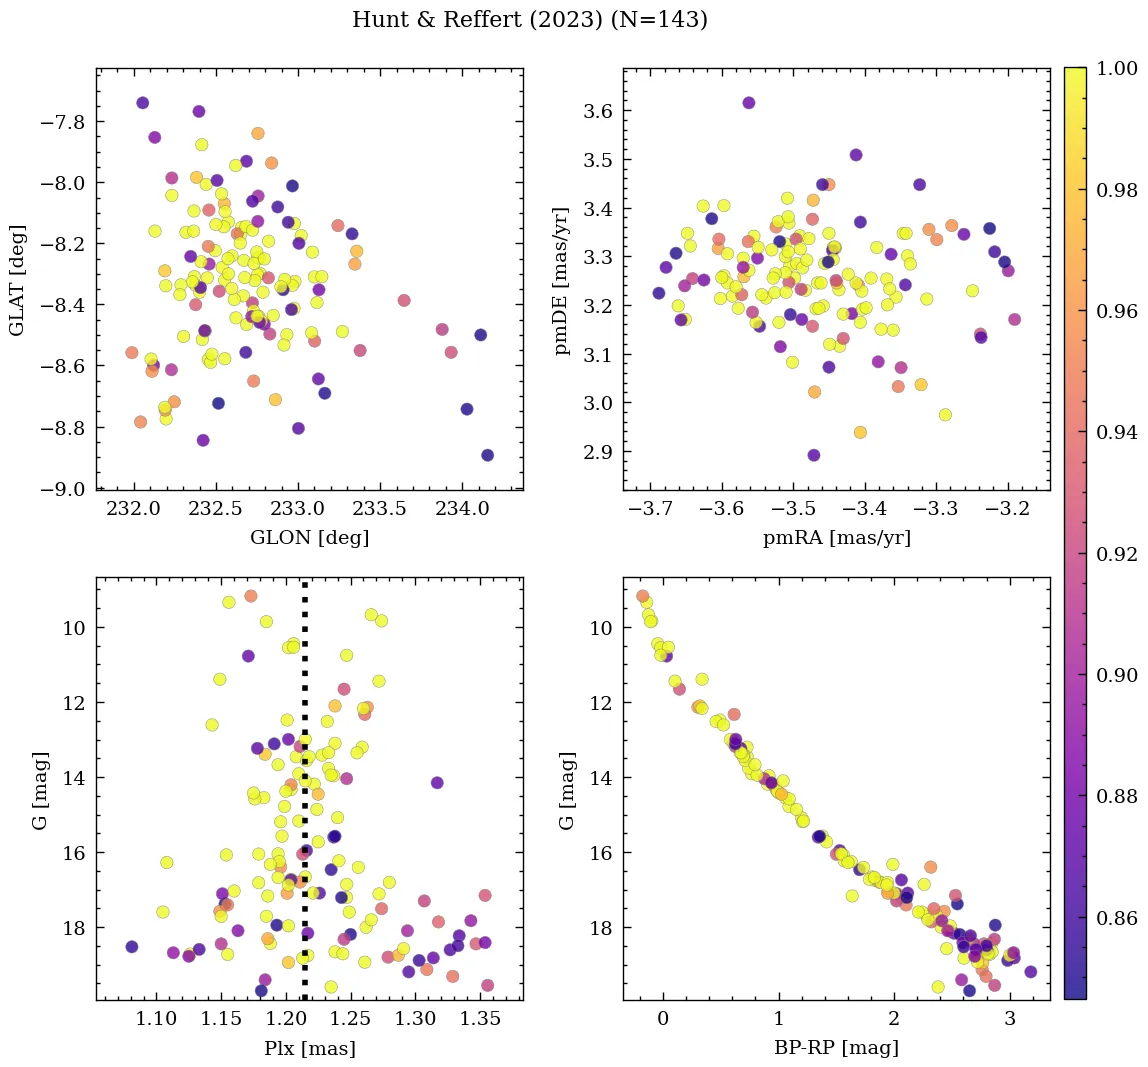 Hunt & Reffert (2023) (N=143)
−7.8
−8.0
−8.2
−8.4
−8.6
−8.8
−9.0
GLAT [deg]
232.0 232.5 233.0 233.5 234.0
GLON [deg]
3.6
3.5
3.4
3.3
3.2
3.1
3.0
2.9
pmDE [mas/yr]
−3.7 −3.6 −3.5 −3.4 −3.3 −3.2
pmRA [mas/yr]
10
12
14
16
18
G [mag]
1.10 1.15 1.20 1.25 1.30 1.35
Plx [mas]
10
12
14
16
18
G [mag]
0 1 2 3
BP-RP [mag]
1.00
0.98
0.96
0.94
0.92
0.90
0.88
0.86